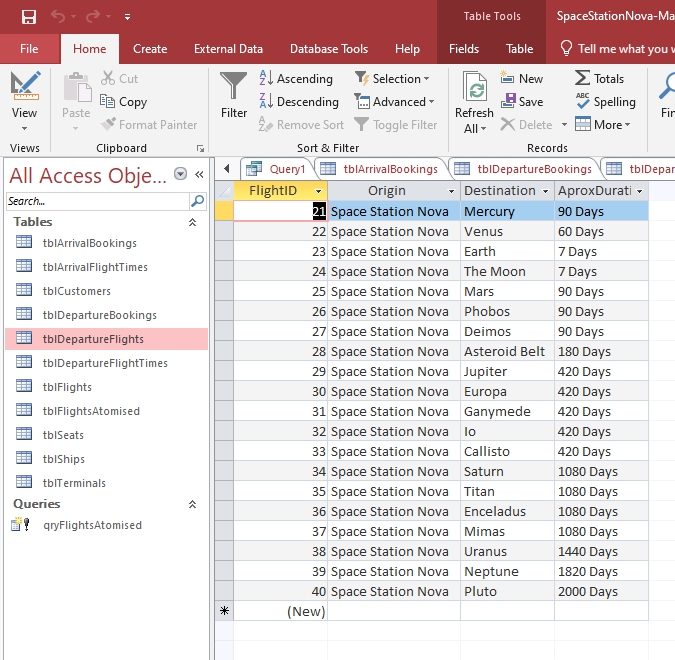 Table Tools
SpaceStationNova-Ma
File Home Create External Data Database Tools Help Fields Table Tell me what you w
View
Paste
Cut
Copy
Format Painter
Filter
Ascending
Descending
Remove Sort
Selection
Advanced
Toggle Filter
Refresh
All
New
Save
Delete
Totals
Spelling
More
Fin
Views Clipboard Sort & Filter Records
All Access Obje...
Search...
Tables
tblArrivalBookings
tblArrivalFlightTimes
tblCustomers
tblDepartureBookings
tblDepartureFlights
tblDepartureFlightTimes
tblFlights
tblFlightsAtomised
tblSeats
tblShips
tblTerminals
Queries
qryFlightsAtomised
Query1 tblArrivalBookings tblDepartureBookings tblDepar
FlightID Origin Destination AproxDurati
21 Space Station Nova Mercury 90 Days
22 Space Station Nova Venus 60 Days
23 Space Station Nova Earth 7 Days
24 Space Station Nova The Moon 7 Days
25 Space Station Nova Mars 90 Days
26 Space Station Nova Phobos 90 Days
27 Space Station Nova Deimos 90 Days
28 Space Station Nova Asteroid Belt 180 Days
29 Space Station Nova Jupiter 420 Days
30 Space Station Nova Europa 420 Days
31 Space Station Nova Ganymede 420 Days
32 Space Station Nova Io 420 Days
33 Space Station Nova Callisto 420 Days
34 Space Station Nova Saturn 1080 Days
35 Space Station Nova Titan 1080 Days
36 Space Station Nova Enceladus 1080 Days
37 Space Station Nova Mimas 1080 Days
38 Space Station Nova Uranus 1440 Days
39 Space Station Nova Neptune 1820 Days
40 Space Station Nova Pluto 2000 Days
(New)